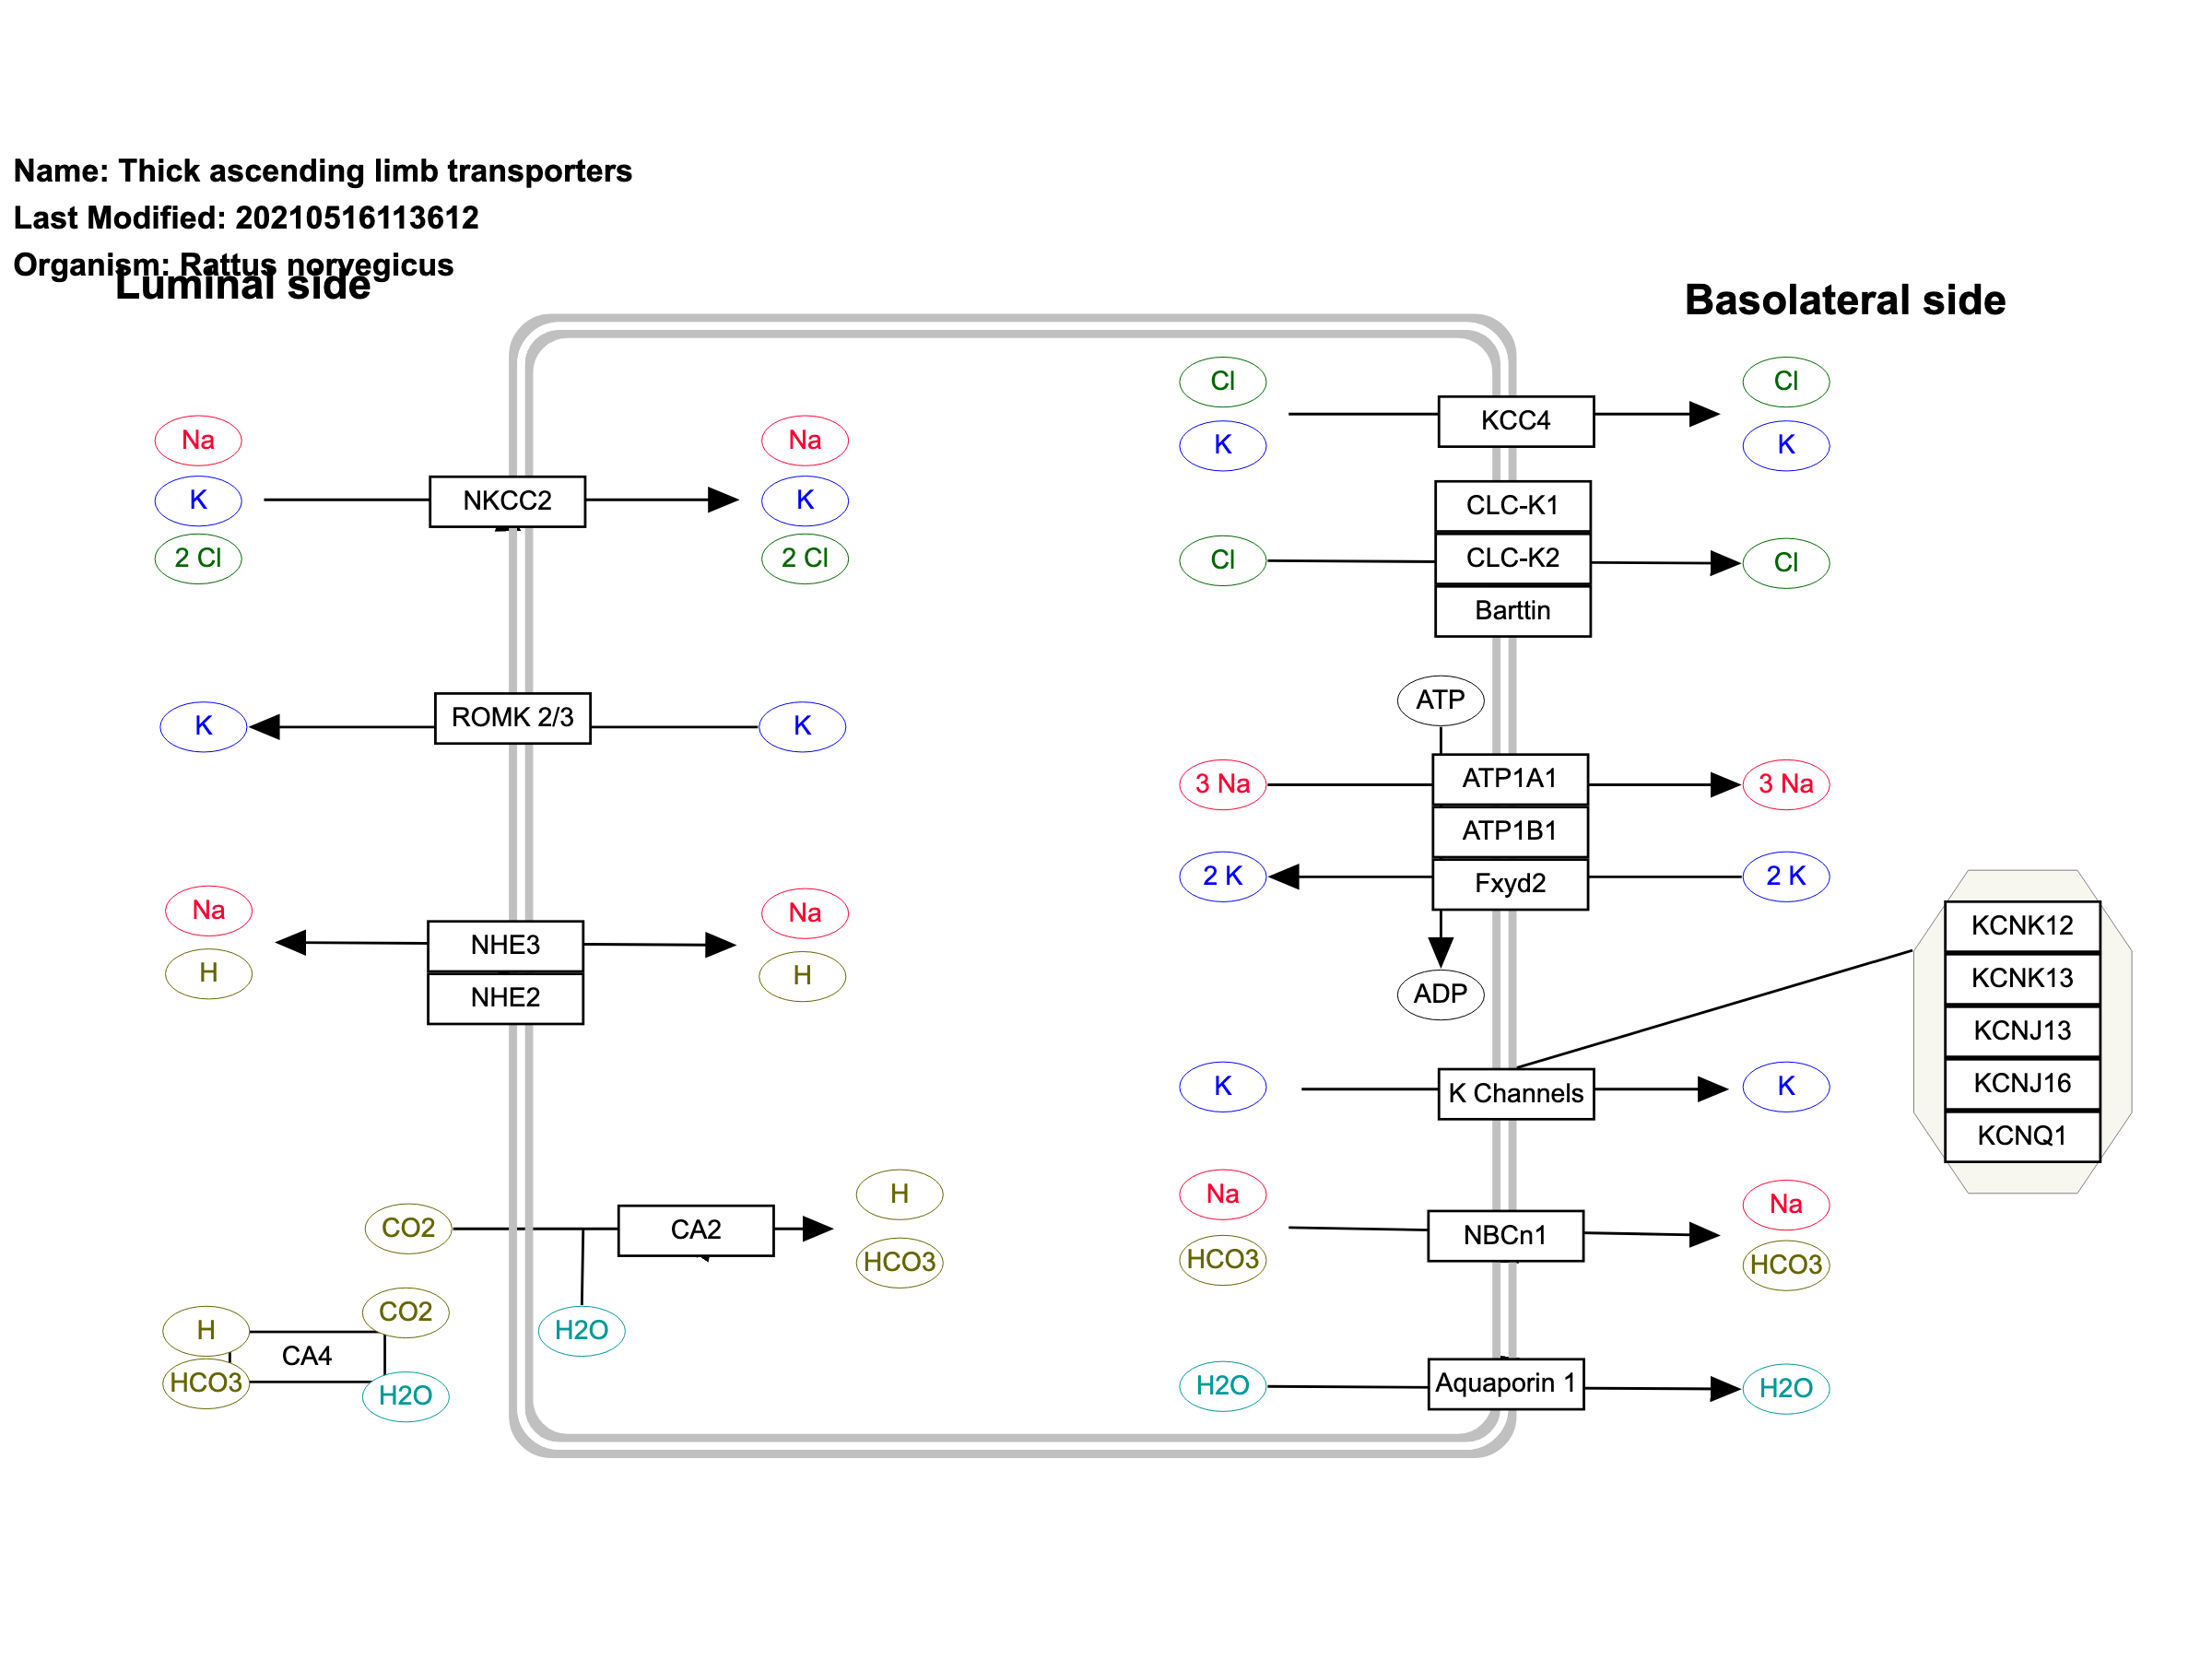 Name: Thick ascending limb transporters
Last Modified: 20210516113612
Organism: Rattus norvegicus
Luminal side
Basolateral side
Na
K
2 Cl
NKCC2
Na
K
2 Cl
K
ROMK 2/3
K
Na
H
NHE3
NHE2
Na
H
CO2
CA2
H
HCO3
H2O
H
HCO3
CA4
CO2
H2O
Cl
K
KCC4
Cl
K
Cl
CLC-K1
CLC-K2
Barttin
Cl
ATP
3 Na
ATP1A1
3 Na
ATP1B1
2 K
Fxyd2
2 K
ADP
K
K Channels
K
KCNK12
KCNK13
KCNJ13
KCNJ16
KCNQ1
Na
HCO3
NBCn1
Na
HCO3
H2O
Aquaporin 1
H2O